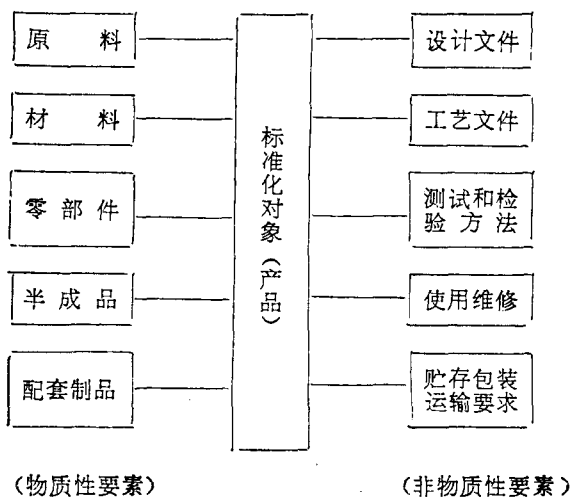 原料
材料
零部件
半成品
配套制品
标准化对象（产品）
设计文件
工艺文件
测试和检
验方法
使用维修
贮存包装
运输要求
（物质性要素）
（非物质性要素）